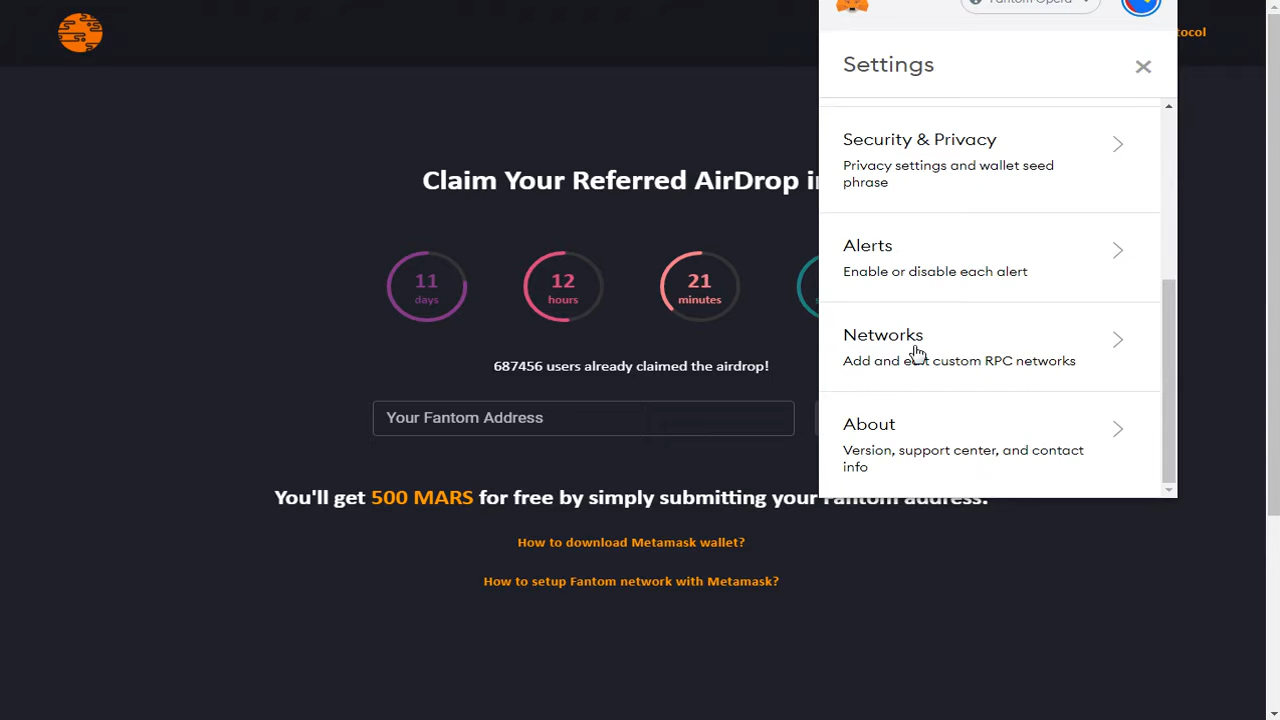 Fantom Opera
tocol
Settings
Security & Privacy
Privacy settings and wallet seed
phrase
Claim Your Referred AirDrop i
Alerts
Enable or disable each alert
11
days
12
hours
21
minutes
Networks
Add and edit custom RPC networks
687456 users already claimed the airdrop!
Your Fantom Address
About
Version, support center, and contact
info
You'll get 500 MARS for free by simply submitting your Fantom address.
How to download Metamask wallet?
How to setup Fantom network with Metamask?